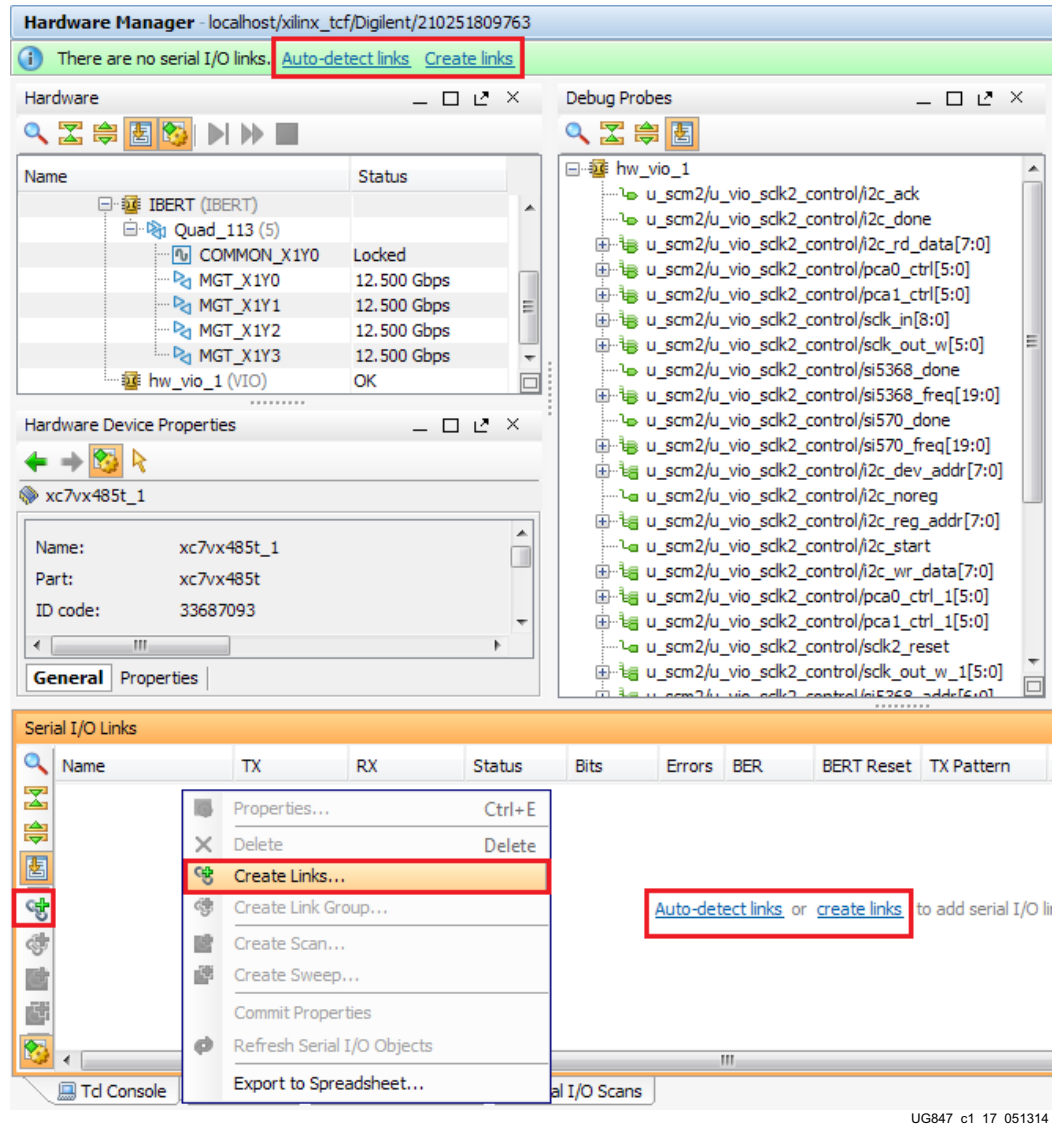 Hardware Manager - localhost/xilinx_tcf/Digilent/210251809763
There are no serial I/O links. Auto-detect links Create links
Hardware
Name Status
IBERT (IBERT)
Quad_113 (5)
COMMON_X1Y0 Locked
MGT_X1Y0 12.500 Gbps
MGT_X1Y1 12.500 Gbps
MGT_X1Y2 12.500 Gbps
MGT_X1Y3 12.500 Gbps
hw_vio_1 (VIO) OK
Hardware Device Properties
xc7vx485t_1
Name: xc7vx485t_1
Part: xc7vx485t
ID code: 33687093
General Properties
Debug Probes
hw_vio_1
u_scm2/u_vio_sclk2_control/i2c_ack
u_scm2/u_vio_sclk2_control/i2c_done
u_scm2/u_vio_sclk2_control/i2c_rd_data[7:0]
u_scm2/u_vio_sclk2_control/pca0_ctrl[5:0]
u_scm2/u_vio_sclk2_control/pca1_ctrl[5:0]
u_scm2/u_vio_sclk2_control/sclk_in[8:0]
u_scm2/u_vio_sclk2_control/sclk_out_w[5:0]
u_scm2/u_vio_sclk2_control/si5368_done
u_scm2/u_vio_sclk2_control/si5368_freq[19:0]
u_scm2/u_vio_sclk2_control/si570_done
u_scm2/u_vio_sclk2_control/si570_freq[19:0]
u_scm2/u_vio_sclk2_control/i2c_dev_addr[7:0]
u_scm2/u_vio_sclk2_control/i2c_noreg
u_scm2/u_vio_sclk2_control/i2c_reg_addr[7:0]
u_scm2/u_vio_sclk2_control/i2c_start
u_scm2/u_vio_sclk2_control/i2c_wr_data[7:0]
u_scm2/u_vio_sclk2_control/pca0_ctrl_1[5:0]
u_scm2/u_vio_sclk2_control/pca1_ctrl_1[5:0]
u_scm2/u_vio_sclk2_control/sclk2_reset
u_scm2/u_vio_sclk2_control/sclk_out_w_1[5:0]
u_scm2/u_vio_sclk2_control/si5368_addr[6:0]
Serial I/O Links
Name TX RX Status Bits Errors BER BERT Reset TX Pattern
Properties... Ctrl+E
Delete Delete
Create Links...
Create Link Group...
Create Scan...
Create Sweep...
Commit Properties
Refresh Serial I/O Objects
Export to Spreadsheet...
Auto-detect links or create links to add serial I/O li
Tcl Console al I/O Scans
UG847_c1_17_051314